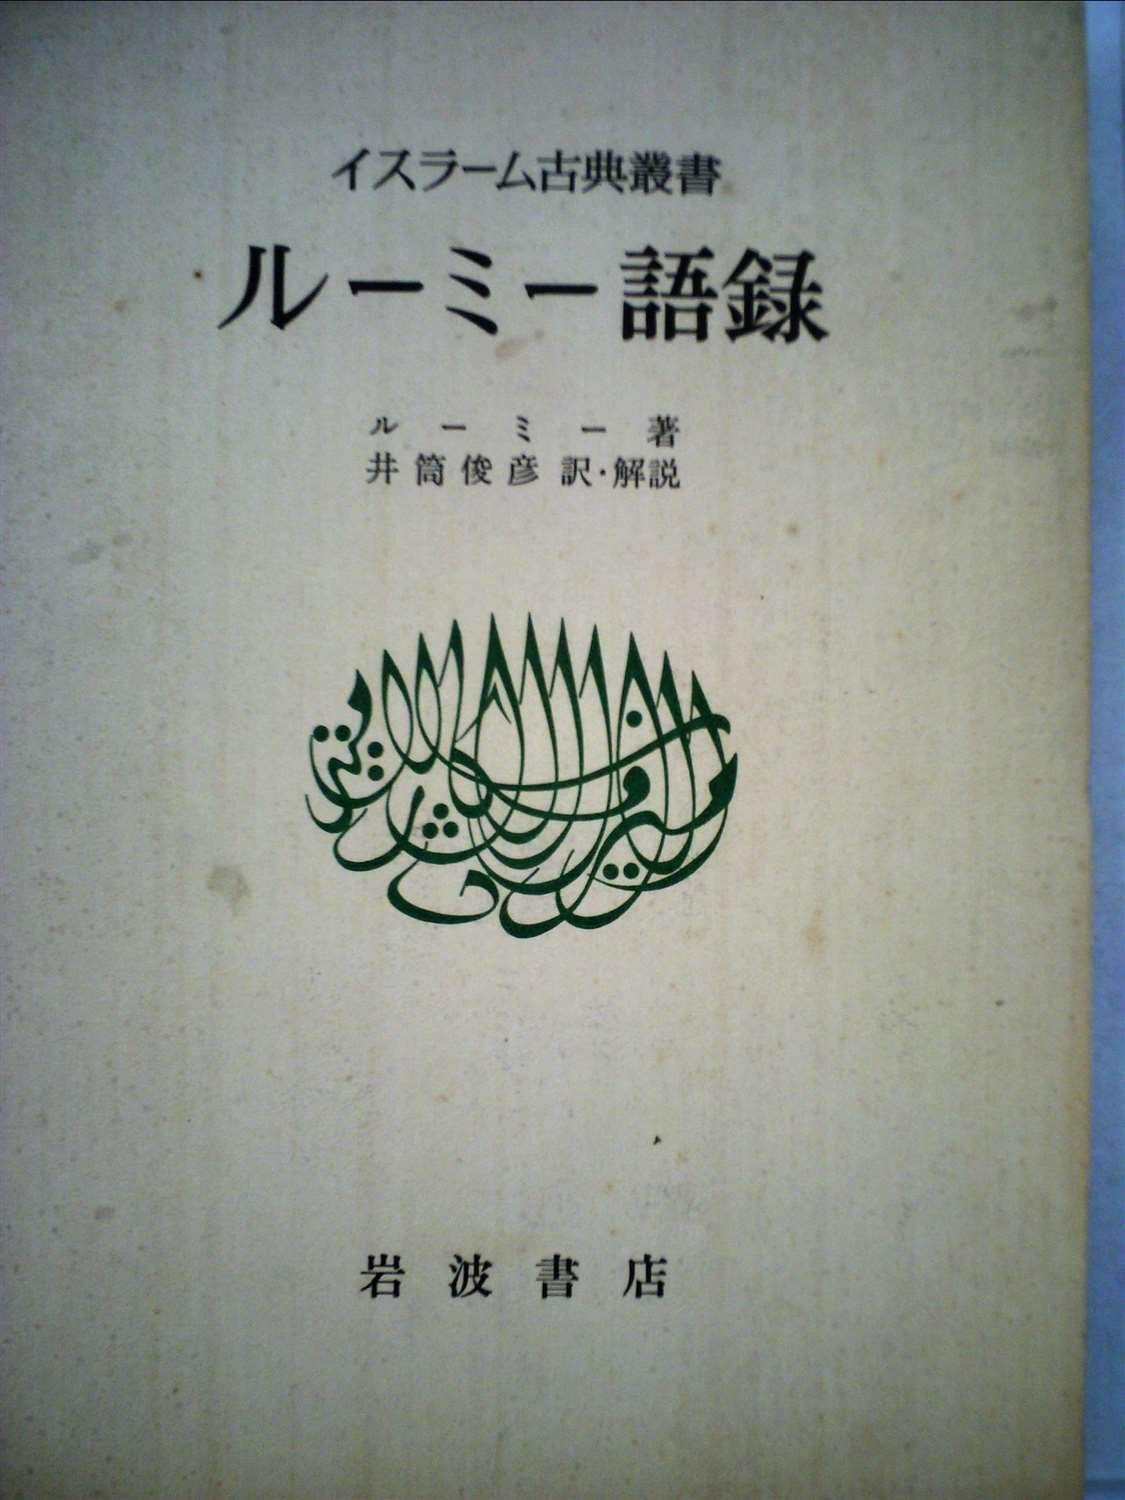 イスラーム古典叢書
ルーミー語録
ルーミー著
井筒俊彦 訳・解説
岩波書店